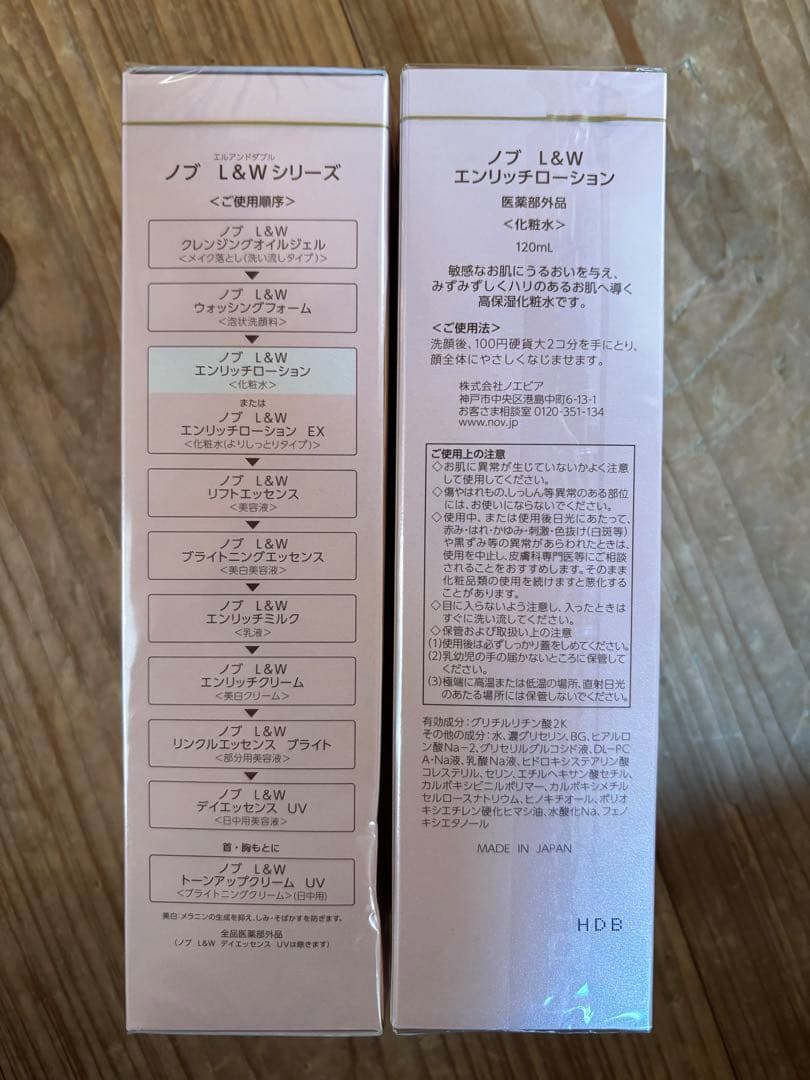 エルアンドダブル
ノブ L&Wシリーズ
<ご使用順序>
ノブ L&W
クレンジングオイルジェル
<メイク落とし(洗い流しタイプ)>
ノブ L&W
ウォッシングフォーム
<泡状洗顔料>
ノブ L&W
エンリッチローション
<化粧水>
または
ノブ L&W
エンリッチローション EX
<化粧水(よりしっとりタイプ)>
ノブ L&W
リフトエッセンス
<美容液>
ノブ L&W
ブライトニングエッセンス
<美白美容液>
ノブ L&W
エンリッチミルク
<乳液>
ノブ L&W
エンリッチクリーム
<美白クリーム>
ノブ L&W
リンクルエッセンス ブライト
<部分用美容液>
ノブ L&W
デイエッセンス UV
<日中用美容液>
首・胸もとに
ノブ L&W
トーンアップクリーム UV
<ブライトニングクリーム>(日中用)
美白:メラニンの生成を抑え、しみ・そばかすを防ぎます。
全品医薬部外品
(ノブ L&W デイエッセンス UVは除きます)
ノブ L&W
エンリッチローション
医薬部外品
<化粧水>
120mL
敏感なお肌にうるおいを与え、
みずみずしくハリのあるお肌へ導く
高保湿化粧水です。
<ご使用法>
洗顔後、100円硬貨大2コ分を手にとり、
顔全体にやさしくなじませます。
株式会社ノエビア
神戸市中央区港島中町6-13-1
お客さま相談室 0120-351-134
www.nov.jp
ご使用上の注意
◇お肌に異常が生じていないかよく注意
して使用してください。
◇傷やはれもの、しっしん等異常のある部位
には、お使いにならないでください。
◇使用中、または使用後日光にあたって、
赤み・はれ・かゆみ・刺激・色抜け(白斑等)
や黒ずみ等の異常があらわれたときは、
使用を中止し、皮膚科専門医等にご相談
されることをおすすめします。そのまま
化粧品類の使用を続けますと悪化する
ことがあります。
◇目に入らないよう注意し、入ったときは
すぐに洗い流してください。
◇保管および取扱い上の注意
(1)使用後は必ずしっかり蓋をしめてください。
(2)乳幼児の手の届かないところに保管して
ください。
(3)極端に高温または低温の場所、直射日光
のあたる場所には保管しないでください。
有効成分:グリチルリチン酸2K
その他の成分:水、濃グリセリン、BG、ヒアルロ
ン酸Na-2、グリセリルグルコシド液、DL-PC
A・Na液、乳酸Na液、ヒドロキシステアリン酸
コレステリル、セリン、エチルヘキサン酸セチル、
カルボキシビニルポリマー、カルボキシメチル
セルロースナトリウム、ヒノキチオール、ポリオ
キシエチレン硬化ヒマシ油、水酸化Na、フェノ
キシエタノール
MADE IN JAPAN
HDB